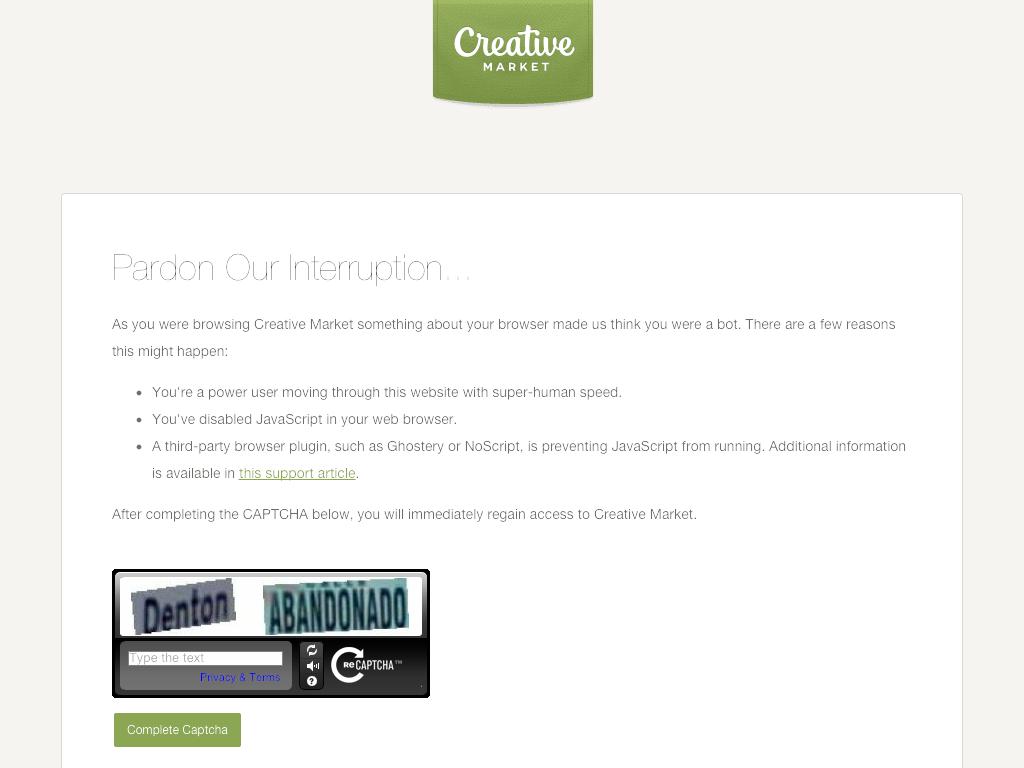 Creative
MARKET
Pardon Our Interruption...
As you were browsing Creative Market something about your browser made us think you were a bot. There are a few reasons
this might happen:
• You're a power user moving through this website with super-human speed.
• You've disabled JavaScript in your web browser.
• A third-party browser plugin, such as Ghostery or NoScript, is preventing JavaScript from running. Additional information
is available in this support article.
After completing the CAPTCHA below, you will immediately regain access to Creative Market.
Denton ABANDONADO
Type the text
Privacy & Terms
ReCAPTCHA™
Complete Captcha